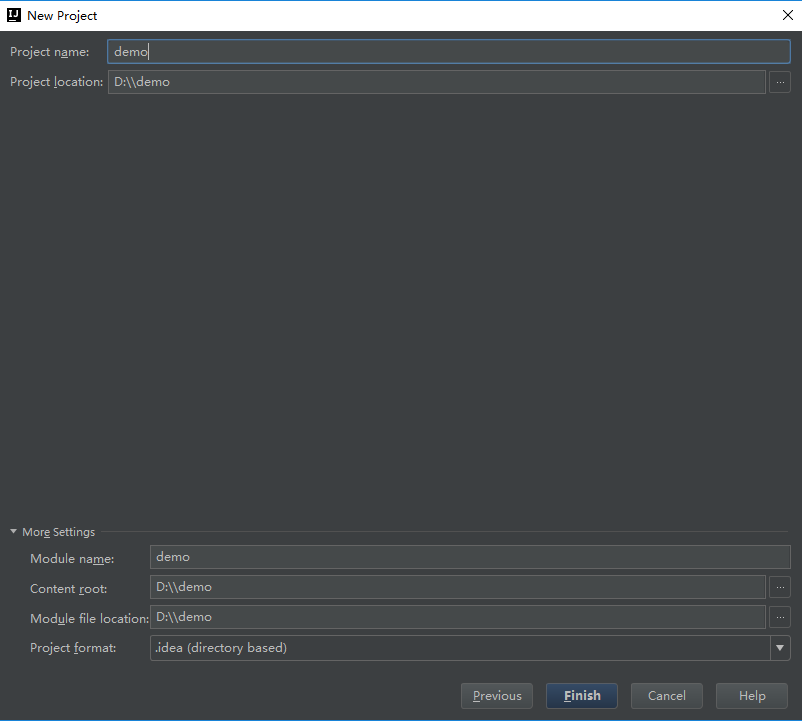 New Project
Project name: demo
Project location: D:\\demo ...
More Settings
Module name: demo
Content root: D:\\demo ...
Module file location: D:\\demo ...
Project format: .idea (directory based)
Previous Finish Cancel Help